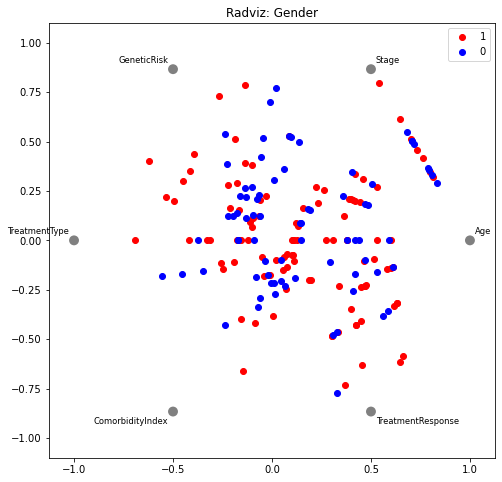 Radviz: Gender
1
0
GeneticRisk
Stage
TreatmentType
Age
ComorbidityIndex
TreatmentResponse
1.00
0.75
0.50
0.25
0.00
−0.25
−0.50
−0.75
−1.00
−1.0
−0.5
0.0
0.5
1.0